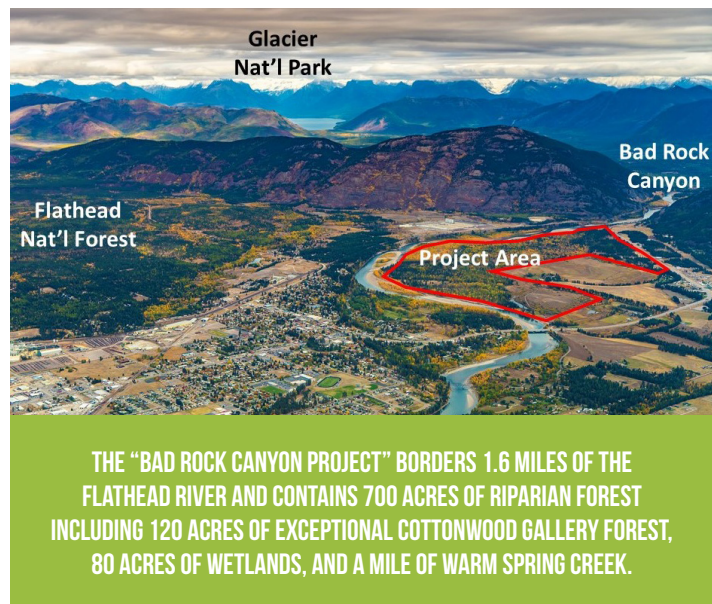 Glacier
Nat'l Park
Bad Rock
Canyon
Flathead
Nat'l Forest
Project Area
THE “BAD ROCK CANYON PROJECT” BORDERS 1.6 MILES OF THE
FLATHEAD RIVER AND CONTAINS 700 ACRES OF RIPARIAN FOREST
INCLUDING 120 ACRES OF EXCEPTIONAL COTTONWOOD GALLERY FOREST,
80 ACRES OF WETLANDS, AND A MILE OF WARM SPRING CREEK.